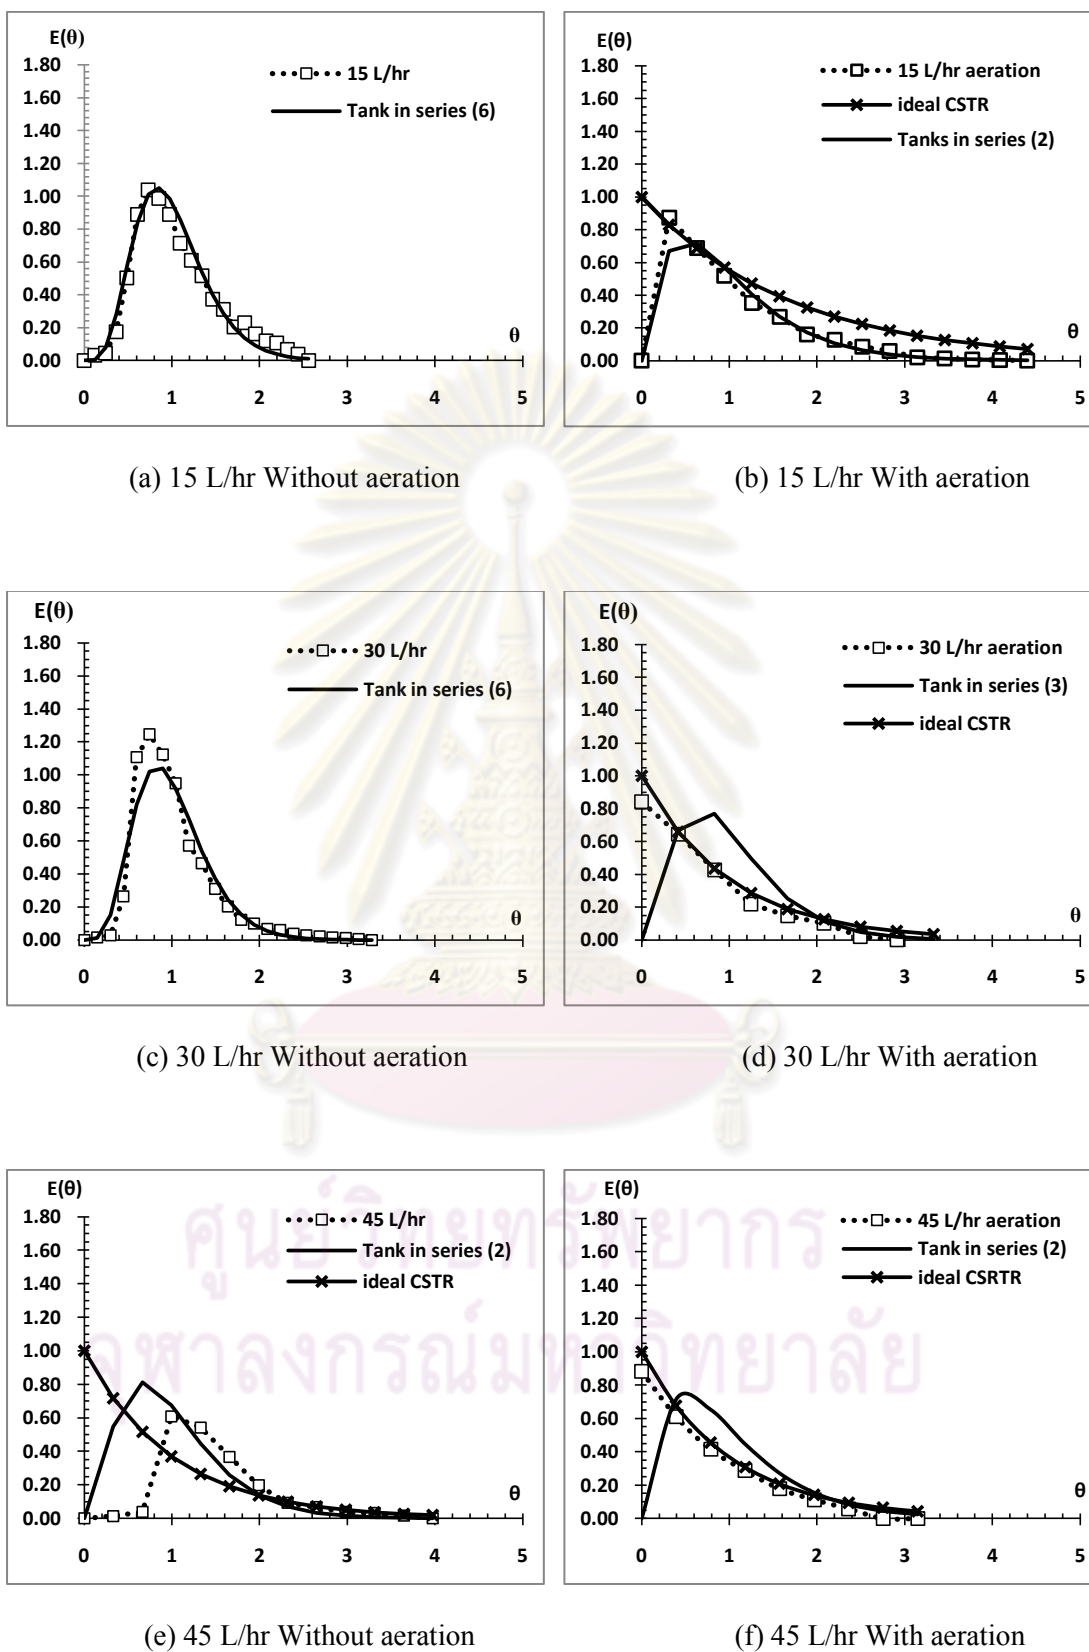 E(θ)
1.80
1.60
1.40
1.20
1.00
0.80
0.60
0.40
0.20
0.00
0 1 2 3 4 5
θ
15 L/hr
Tank in series (6)
(a) 15 L/hr Without aeration
E(θ)
1.80
1.60
1.40
1.20
1.00
0.80
0.60
0.40
0.20
0.00
0 1 2 3 4 5
θ
15 L/hr aeration
ideal CSTR
Tanks in series (2)
(b) 15 L/hr With aeration
E(θ)
1.80
1.60
1.40
1.20
1.00
0.80
0.60
0.40
0.20
0.00
0 1 2 3 4 5
θ
30 L/hr
Tank in series (6)
(c) 30 L/hr Without aeration
E(θ)
1.80
1.60
1.40
1.20
1.00
0.80
0.60
0.40
0.20
0.00
0 1 2 3 4 5
θ
30 L/hr aeration
Tank in series (3)
ideal CSTR
(d) 30 L/hr With aeration
E(θ)
1.80
1.60
1.40
1.20
1.00
0.80
0.60
0.40
0.20
0.00
0 1 2 3 4 5
θ
45 L/hr
Tank in series (2)
ideal CSTR
(e) 45 L/hr Without aeration
E(θ)
1.80
1.60
1.40
1.20
1.00
0.80
0.60
0.40
0.20
0.00
0 1 2 3 4 5
θ
45 L/hr aeration
Tank in series (2)
ideal CSRTR
(f) 45 L/hr With aeration
ศูนย์วิทยทรัพยากร
จุฬาลงกรณ์มหาวิทยาลัย